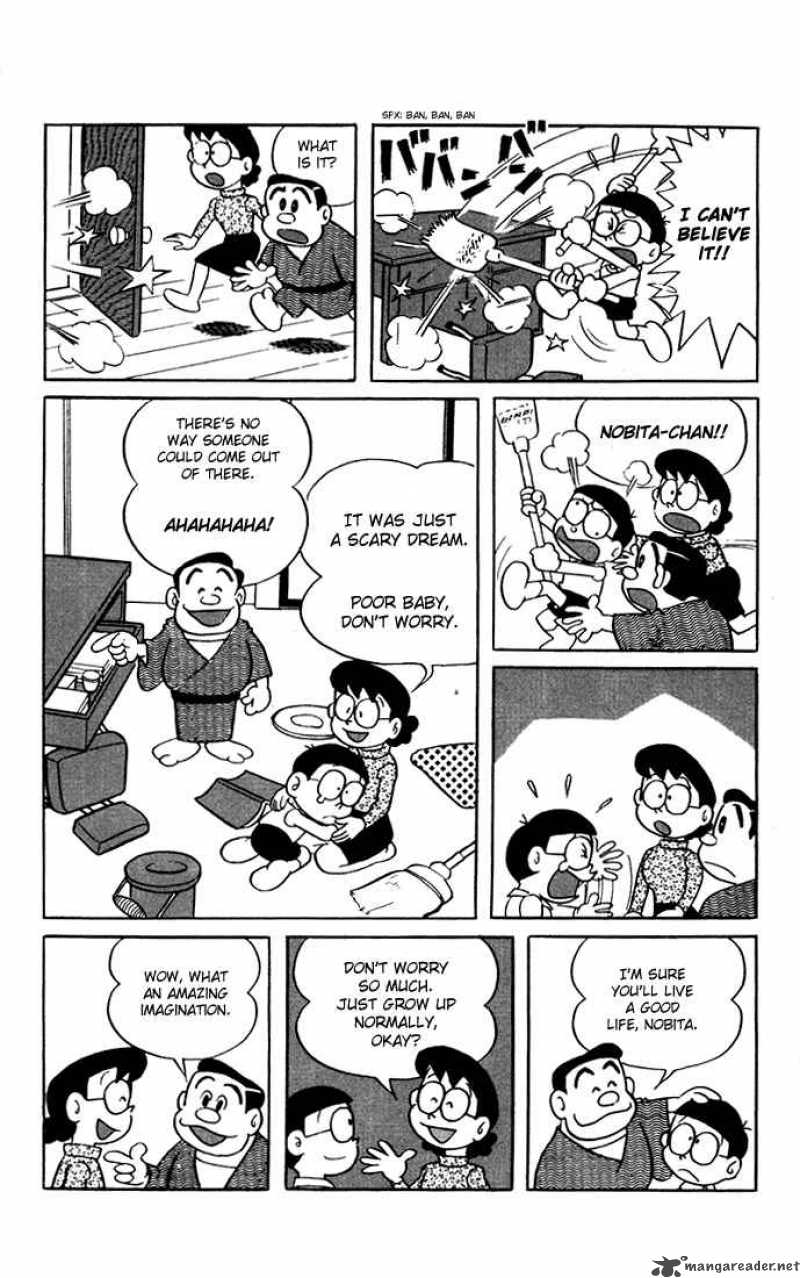 SFX: BAN, BAN, BAN
I CAN'T
BELIEVE
IT!!
WHAT
IS IT?
NOBITA-CHAN!!
IT WAS JUST
A SCARY DREAM.
POOR BABY,
DON'T WORRY.
THERE'S NO
WAY SOMEONE
COULD COME OUT
OF THERE.
AHAHAHAHA!
I'M SURE
YOU'LL LIVE
A GOOD
LIFE, NOBITA.
DON'T WORRY
SO MUCH.
JUST GROW UP
NORMALLY,
OKAY?
WOW, WHAT
AN AMAZING
IMAGINATION.
mangareader.net